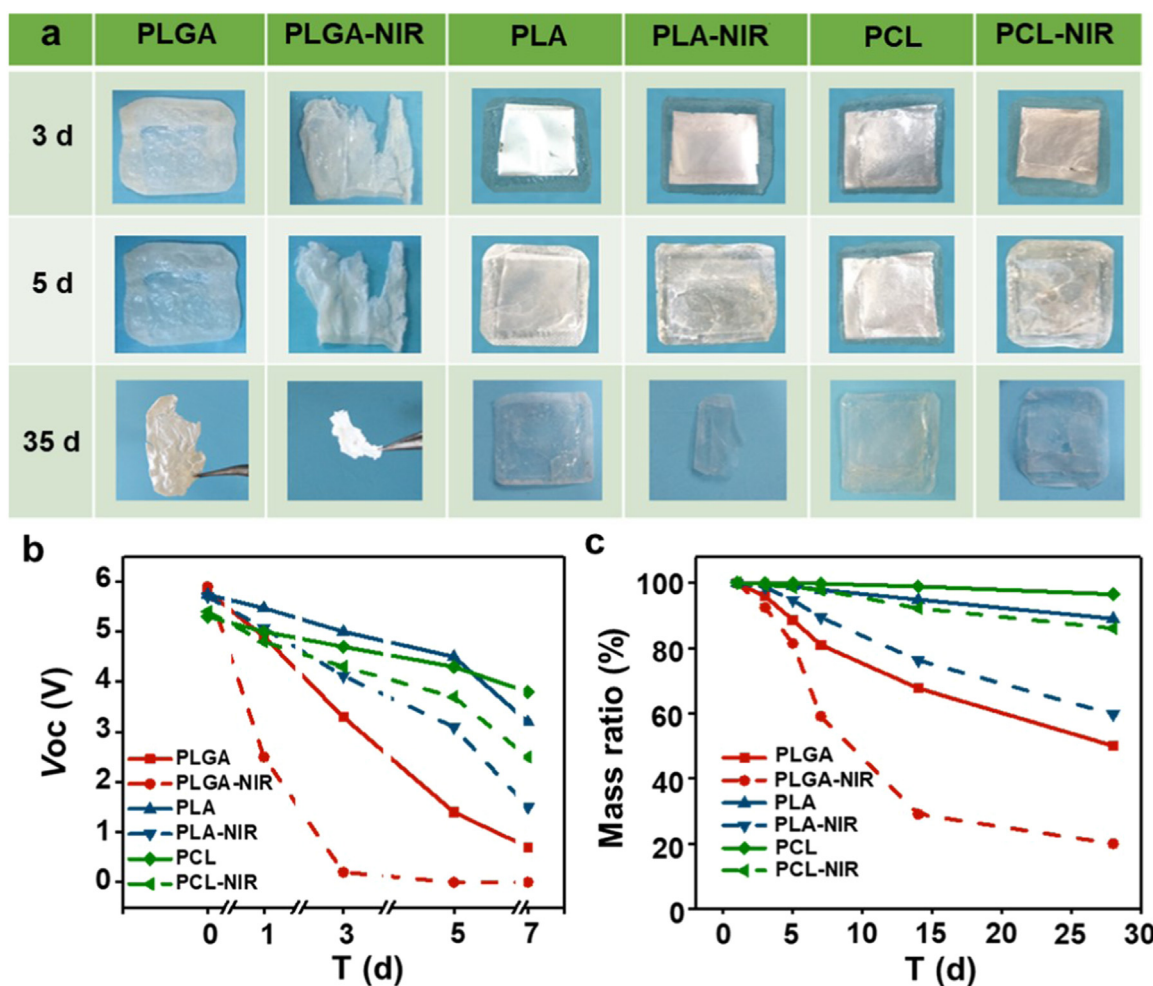 a PLGA PLGA-NIR PLA PLA-NIR PCL PCL-NIR
3 d
5 d
35 d
b
Voc (V)
6
5
4
3
2
1
0
PLGA
PLGA-NIR
PLA
PLA-NIR
PCL
PCL-NIR
0 1 3 5 7
T (d)
c
Mass ratio (%)
100
80
60
40
20
0
PLGA
PLGA-NIR
PLA
PLA-NIR
PCL
PCL-NIR
0 5 10 15 20 25 30
T (d)